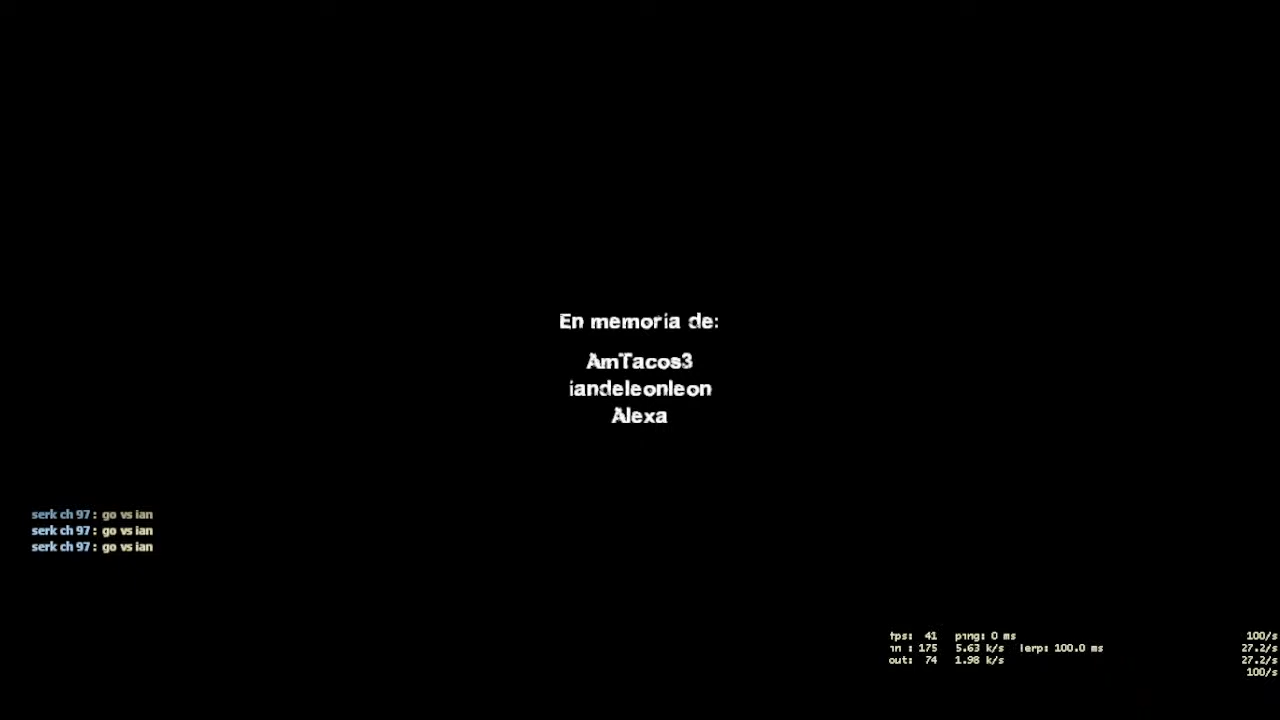 En memoria de:
AmTacos3
iandeleonleon
Alexa
serk ch 97 : go vs ian
serk ch 97 : go vs ian
serk ch 97 : go vs ian
fps: 41 ping: 0 ms 100/s
in : 175 5.63 k/s lerp: 100.0 ms 27.2/s
out: 74 1.98 k/s 27.2/s
100/s